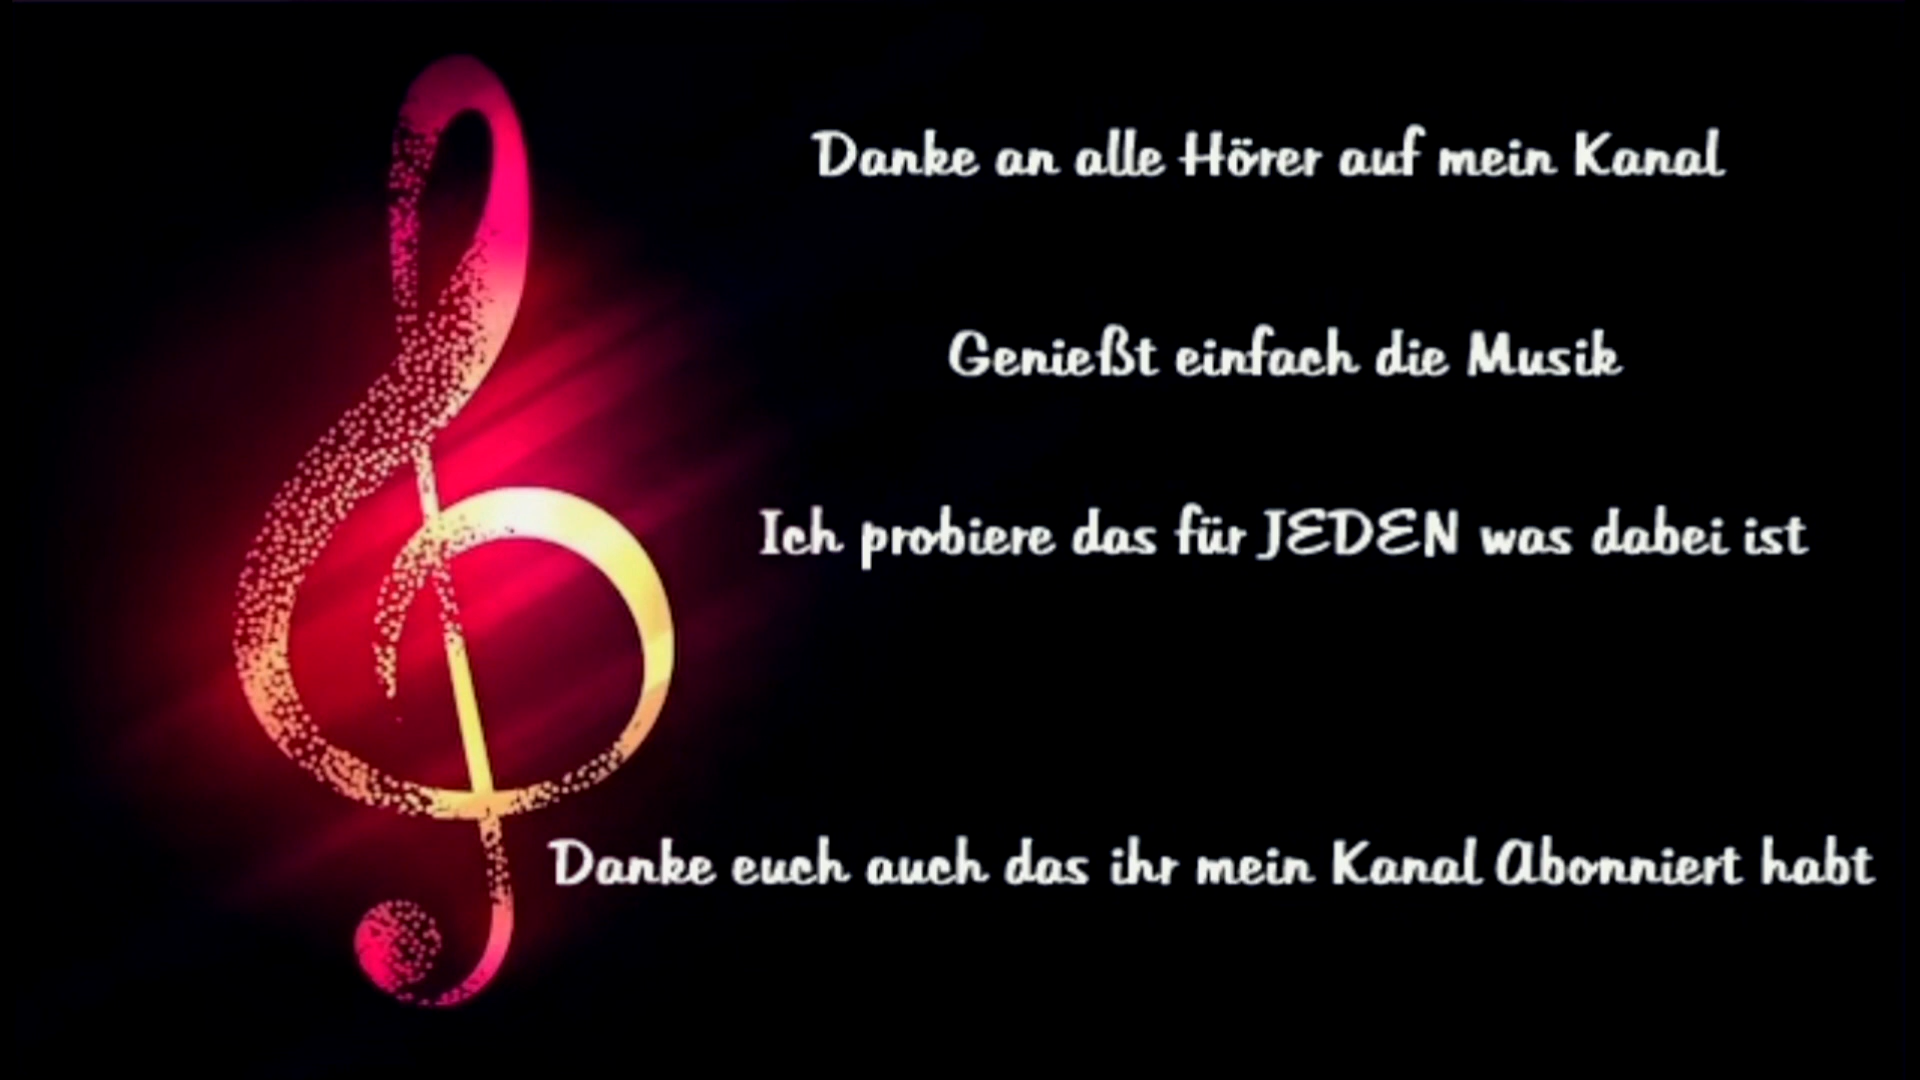 Danke an alle Hörer auf mein Kanal
Genießt einfach die Musik
Ich probiere das für JEDEN was dabei ist
Danke euch auch das ihr mein Kanal Abonniert habt